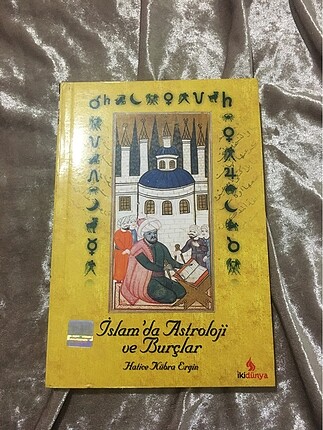 İslam'da Astroloji
ve Burçlar
Hatice Kübra Ergin
ikidünya